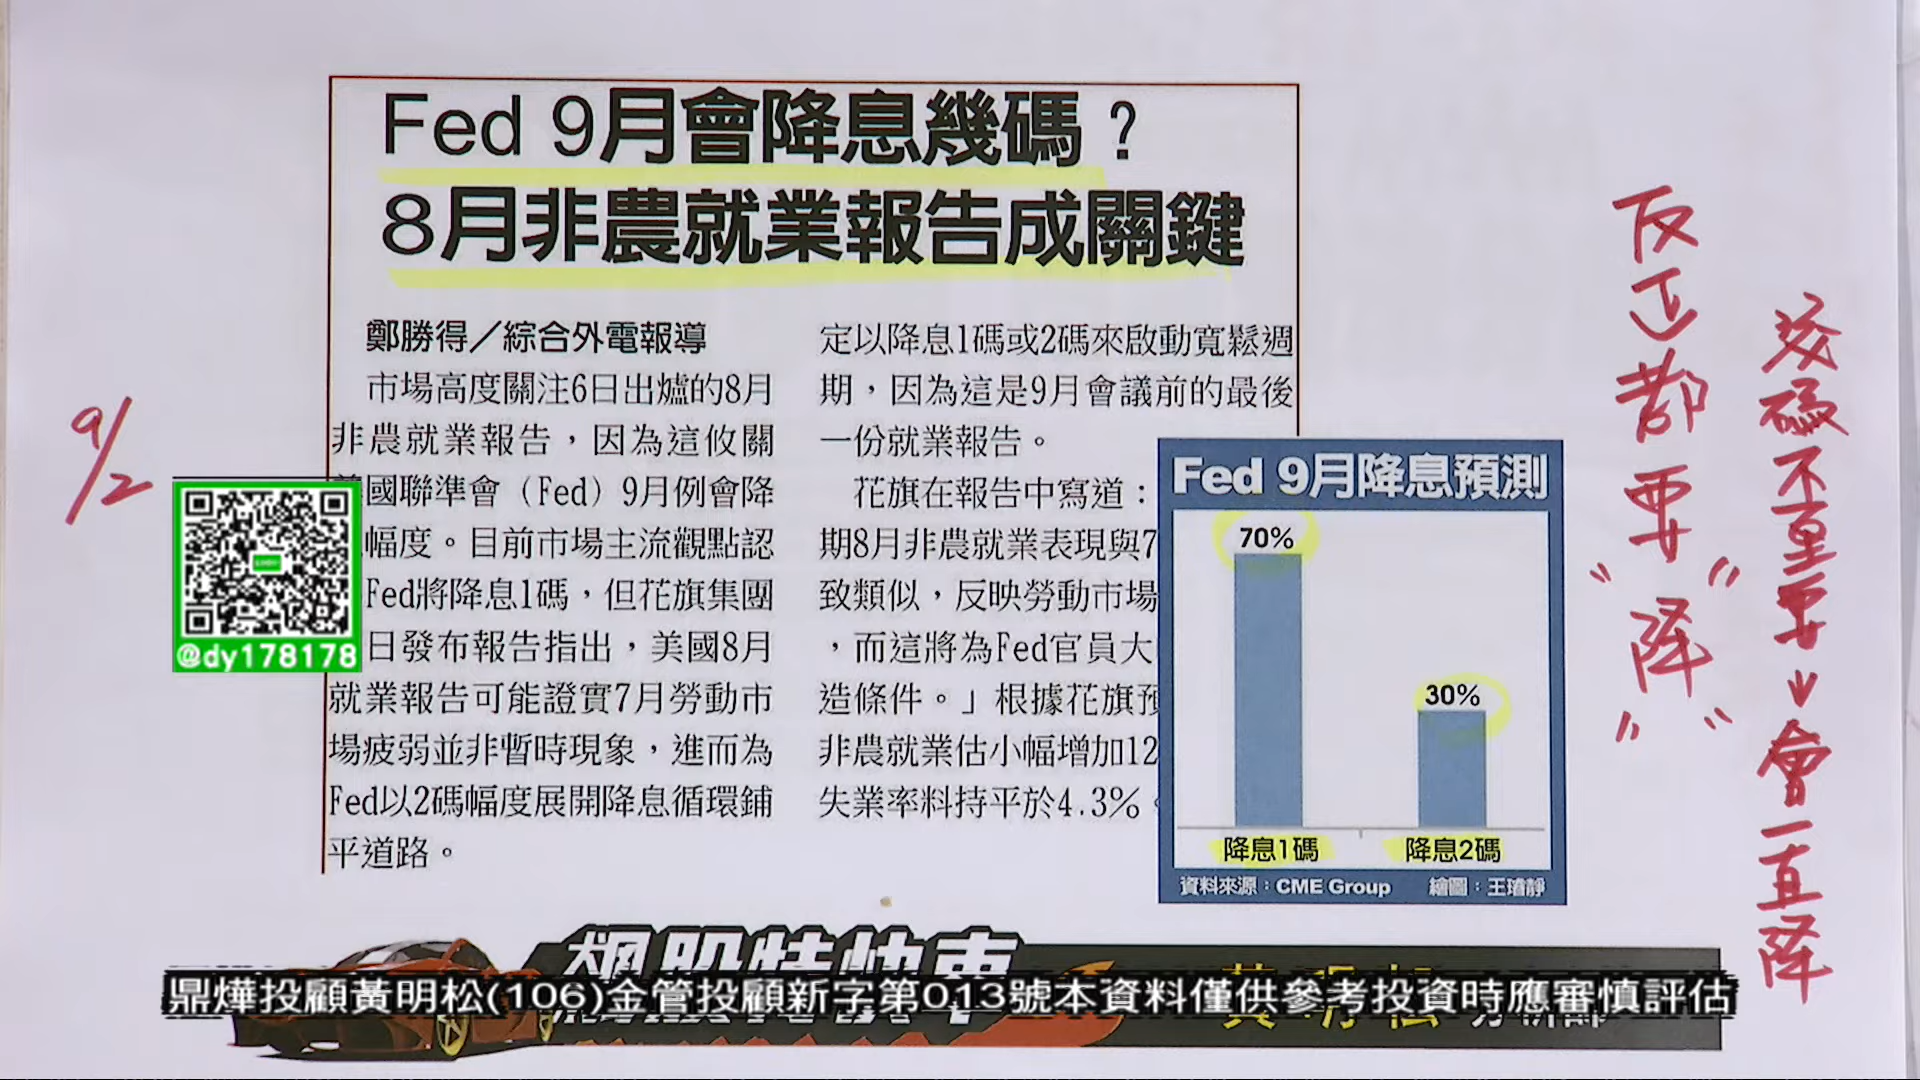 Fed 9月會降息幾碼？
8月非農就業報告成關鍵
鄭勝得／綜合外電報導
市場高度關注6日出爐的8月
非農就業報告，因為這攸關
國聯準會（Fed）9月例會降
幅度。目前市場主流觀點認
Fed將降息1碼，但花旗集團
日發布報告指出，美國8月
就業報告可能證實7月勞動市
場疲弱並非暫時現象，進而為
Fed以2碼幅度展開降息循環鋪
平道路。
定以降息1碼或2碼來啟動寬鬆週
期，因為這是9月會議前的最後
一份就業報告。
花旗在報告中寫道：
期8月非農就業表現與7
致類似，反映勞動市場
，而這將為Fed官員大
造條件。」根據花旗預
非農就業估小幅增加12
失業率料持平於4.3%。
Fed 9月降息預測
70%
30%
降息1碼
降息2碼
資料來源：CME Group
繪圖：王璿靜
9/2
反正都要"降"
幾碼不重要→會一直降
@dy178178
飆股特快車
黃明松 分析師
鼎燁投顧黃明松(106)金管投顧新字第013號本資料僅供參考投資時應審慎評估